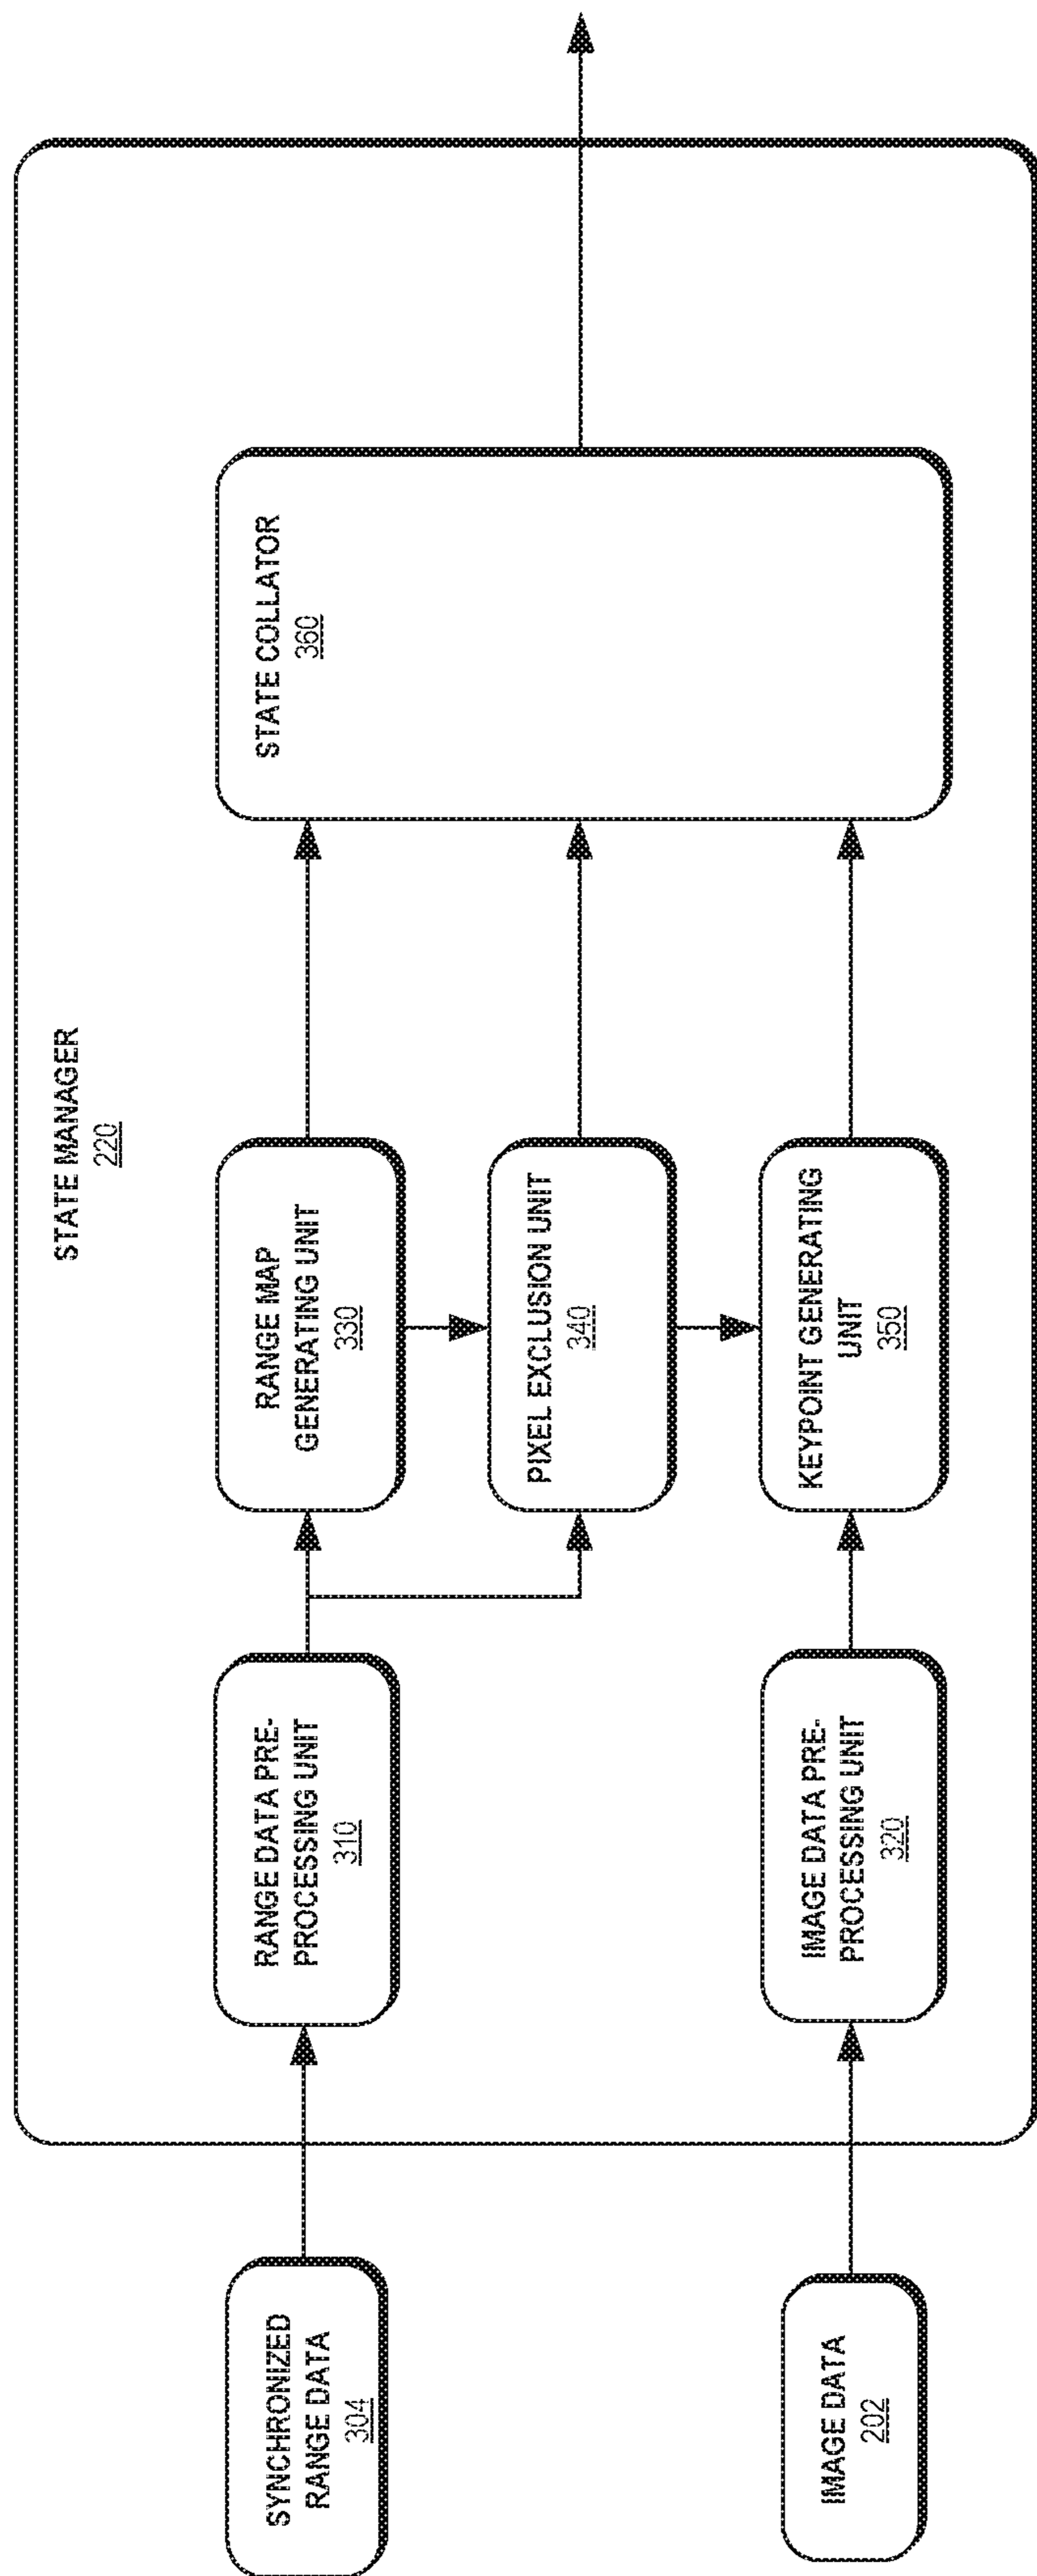 STATE MANAGER
220
SYNCHRONIZED
RANGE DATA
304
RANGE DATA PRE-
PROCESSING UNIT
310
RANGE MAP
GENERATING UNIT
330
STATE COLLATOR
360
PIXEL EXCLUSION UNIT
340
IMAGE DATA
202
IMAGE DATA PRE-
PROCESSING UNIT
320
KEYPOINT GENERATING
UNIT
350